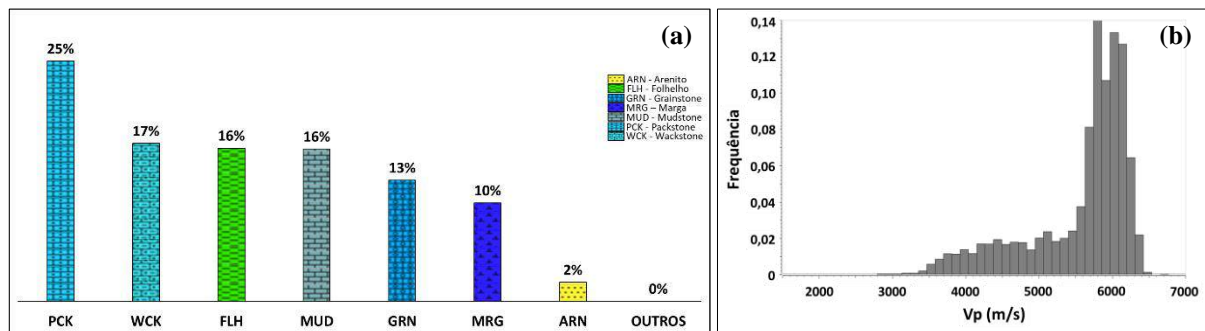 (a)
25%
17%
16%
16%
13%
10%
2%
0%
ARN - Arenito
FLH - Folhelho
GRN - Grainstone
MRG – Marga
MUD - Mudstone
PCK - Packstone
WCK - Wackstone
PCK WCK FLH MUD GRN MRG ARN OUTROS
(b)
Frequência
0,14
0,12
0,10
0,08
0,06
0,04
0,02
0
2000 3000 4000 5000 6000 7000
Vp (m/s)